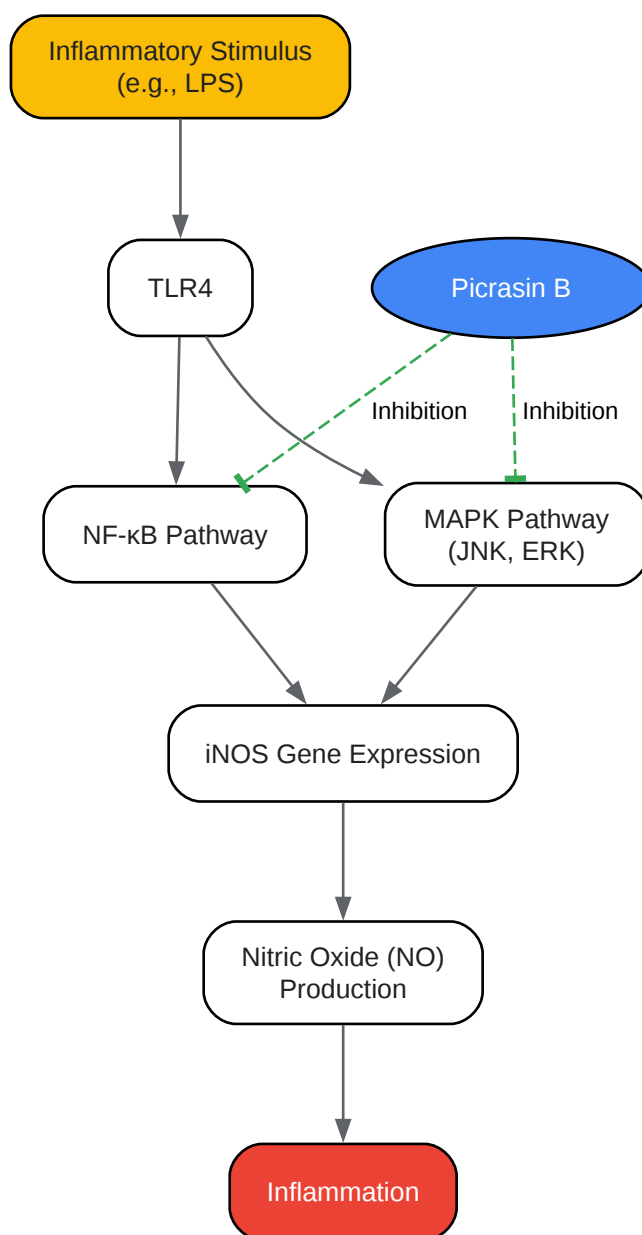 Inflammatory Stimulus
(e.g., LPS)
TLR4
Picrasin B
Inhibition
Inhibition
NF-κB Pathway
MAPK Pathway
(JNK, ERK)
iNOS Gene Expression
Nitric Oxide (NO)
Production
Inflammation